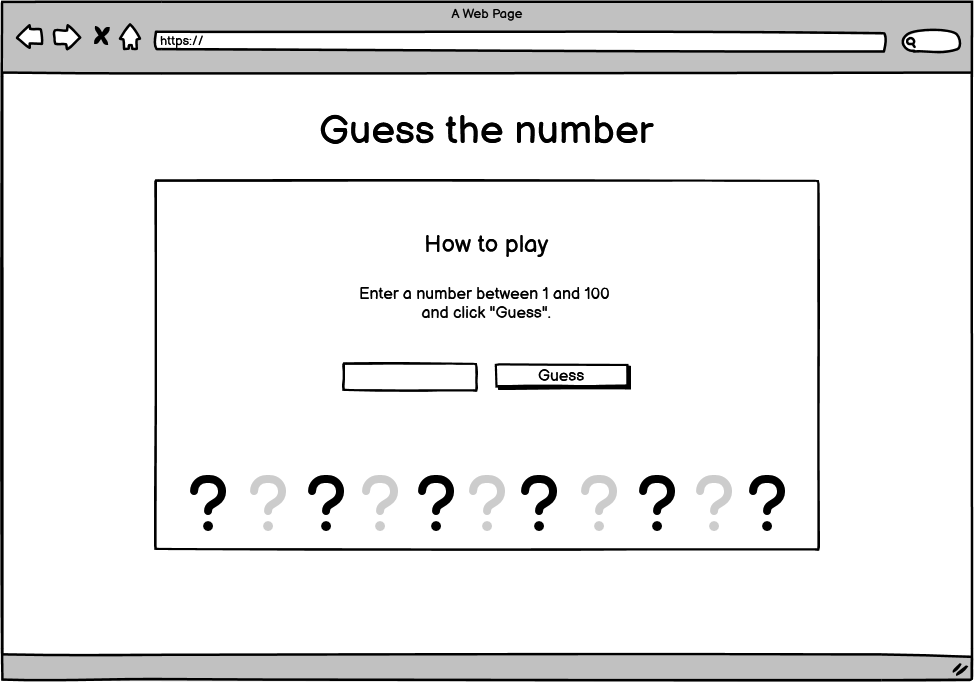 A Web Page
https://
Guess the number
How to play
Enter a number between 1 and 100
and click "Guess".
Guess
? ? ? ? ? ? ? ? ? ? ?